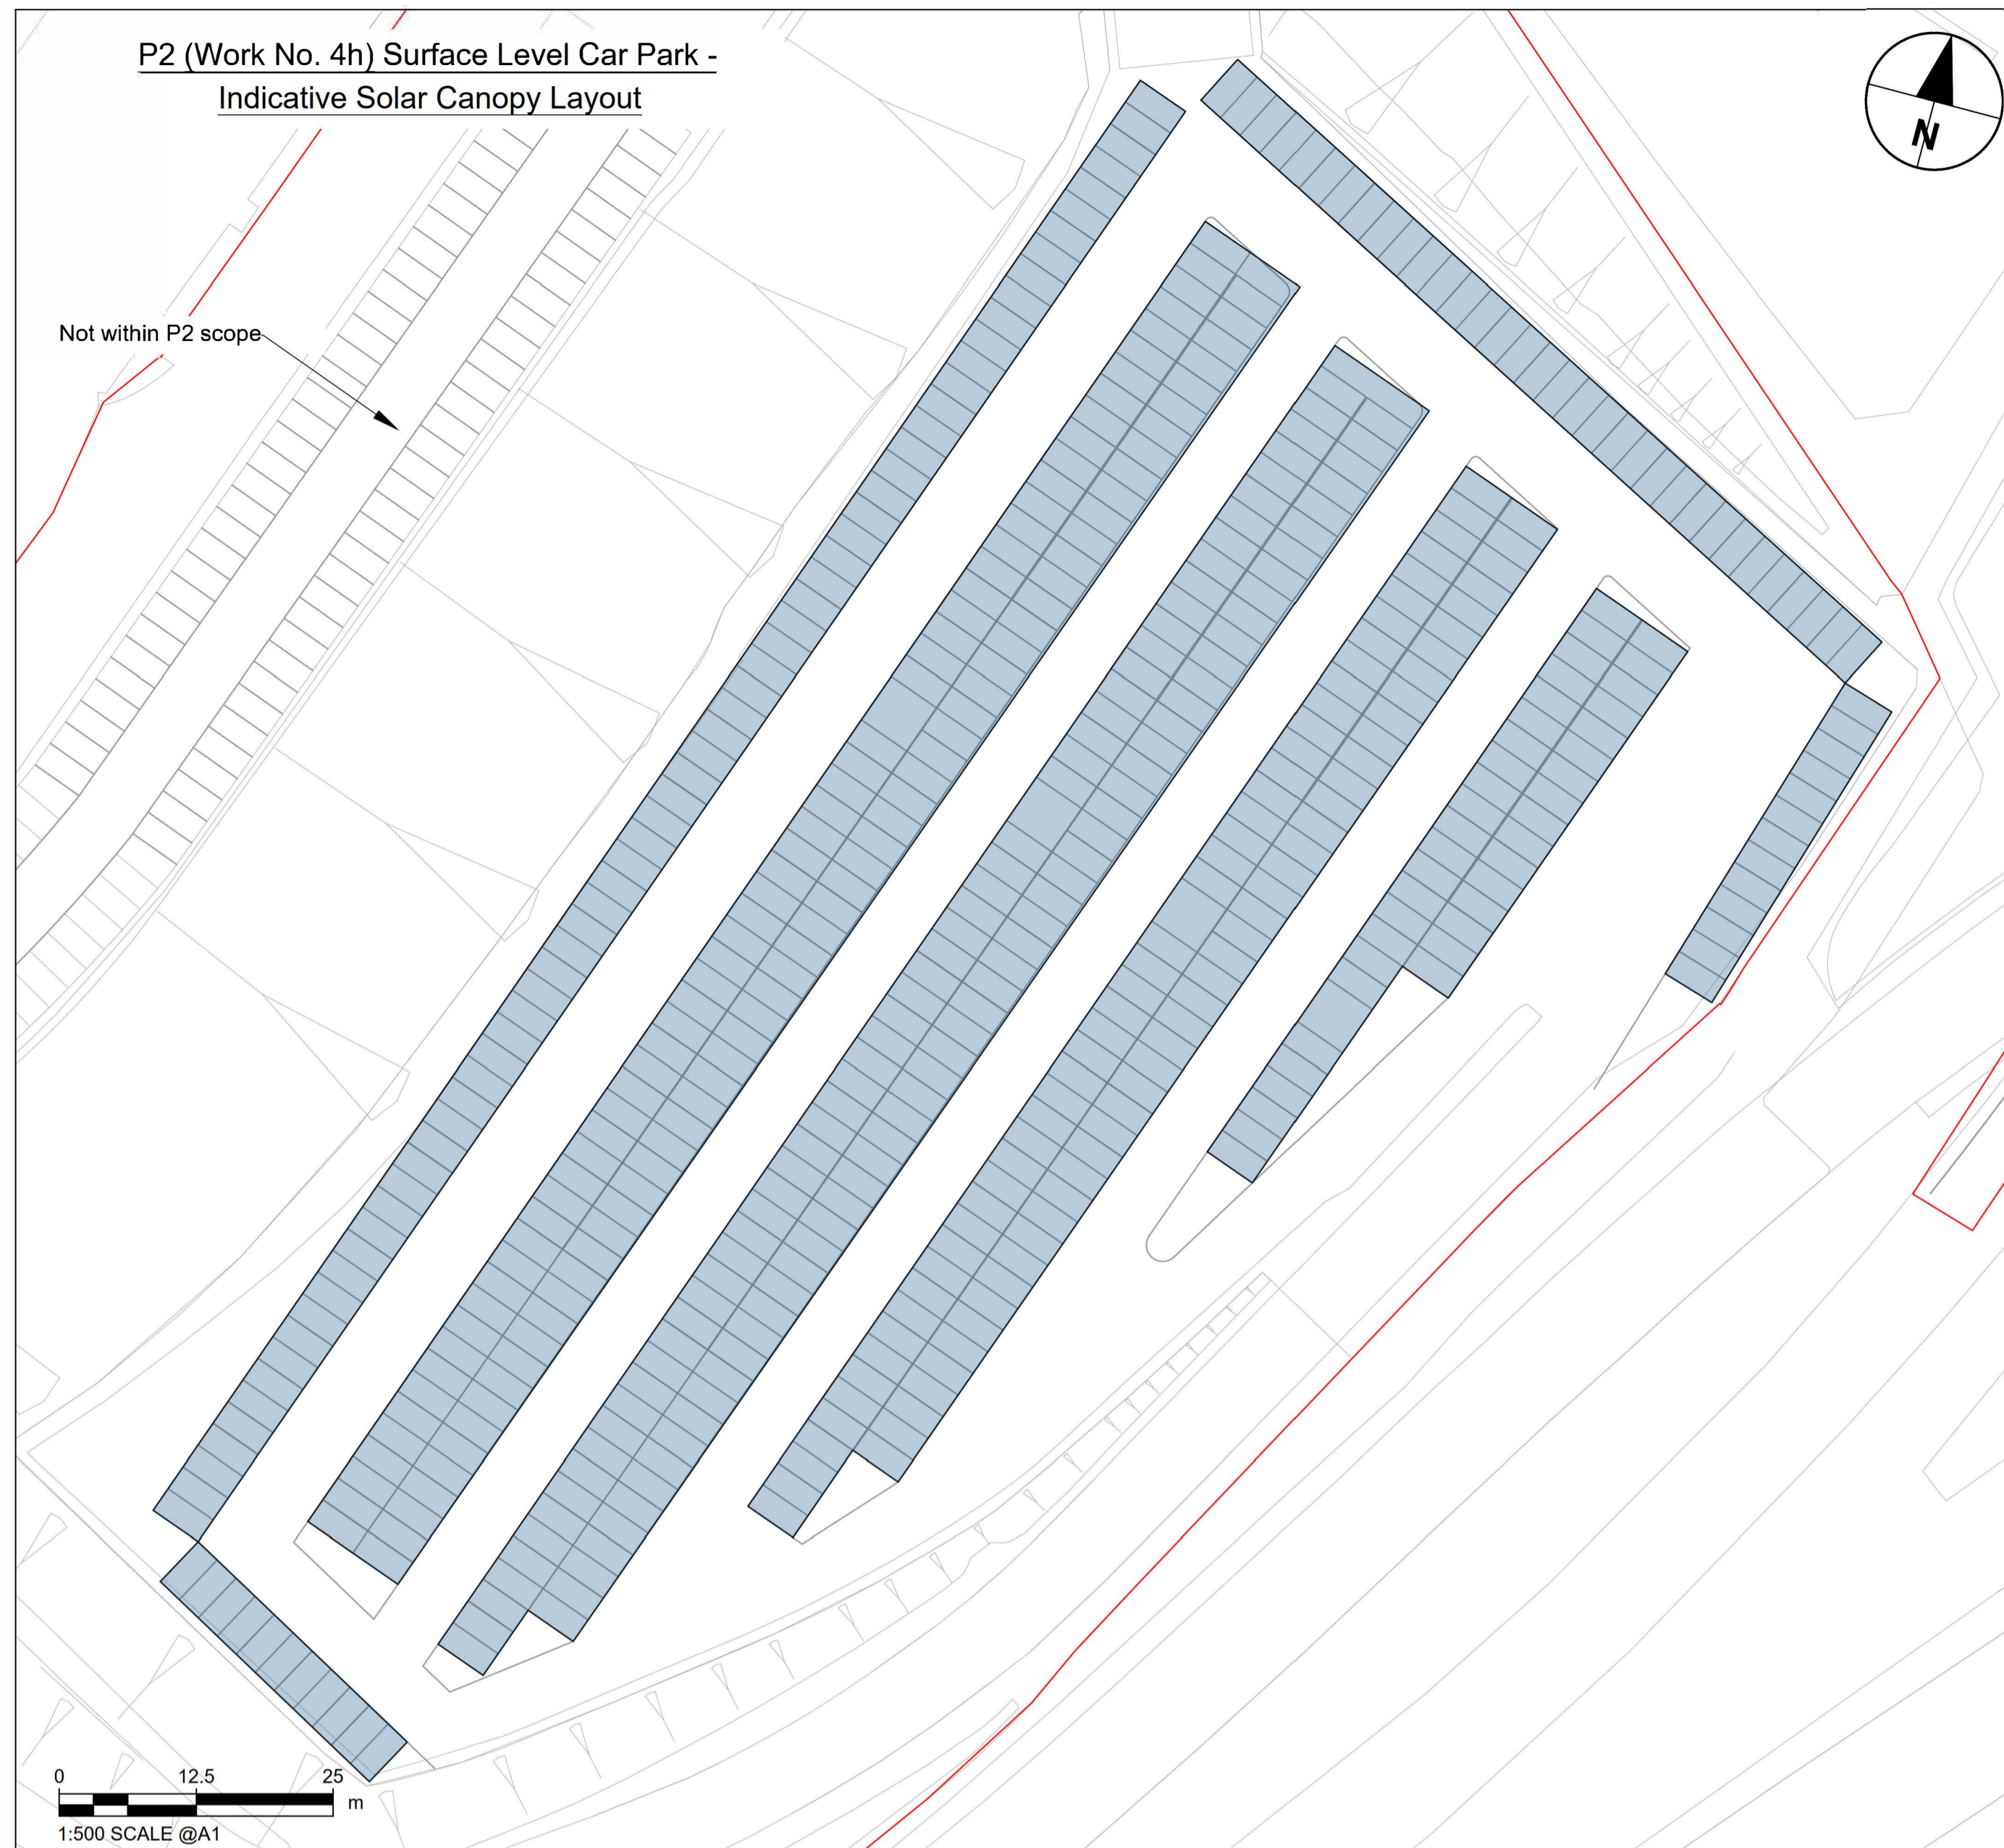 P2 (Work No. 4h) Surface Level Car Park -
Indicative Solar Canopy Layout
N
Not within P2 scope
0 12.5 25
m
1:500 SCALE @A1